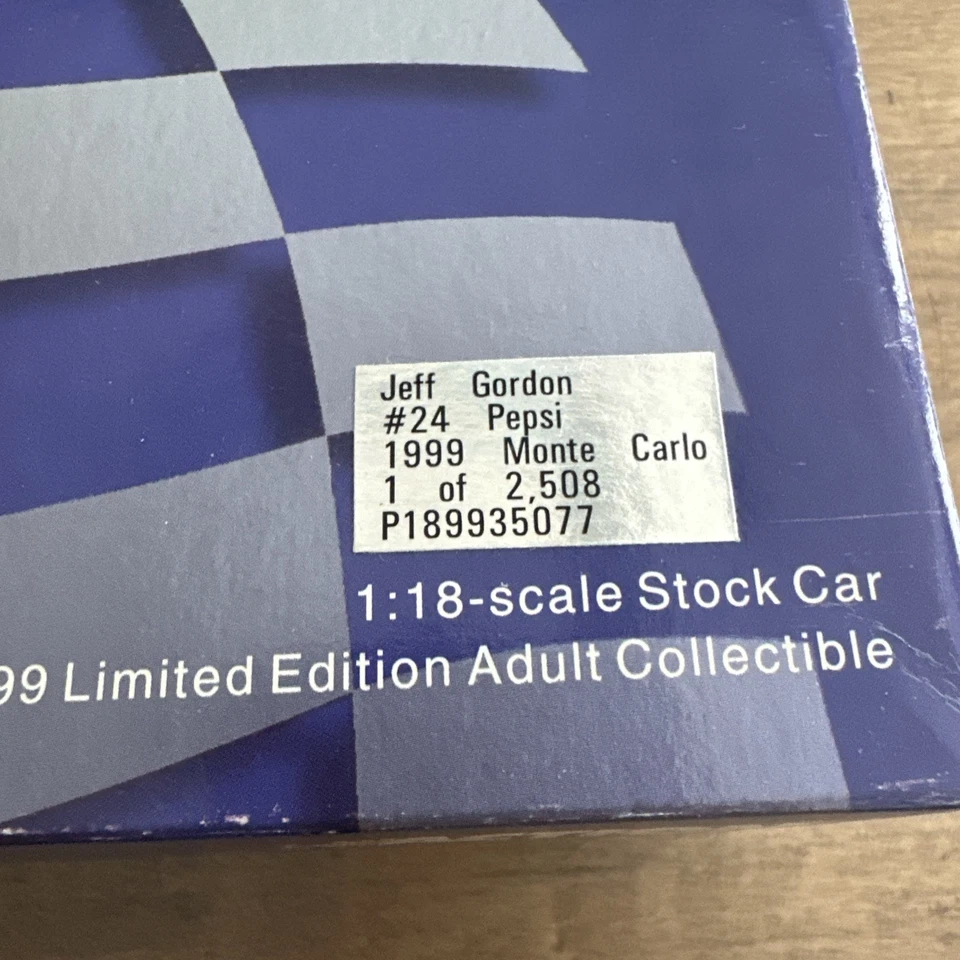 Jeff Gordon
#24 Pepsi
1999 Monte Carlo
1 of 2,508
P189935077
1:18-scale Stock Car
99 Limited Edition Adult Collectible